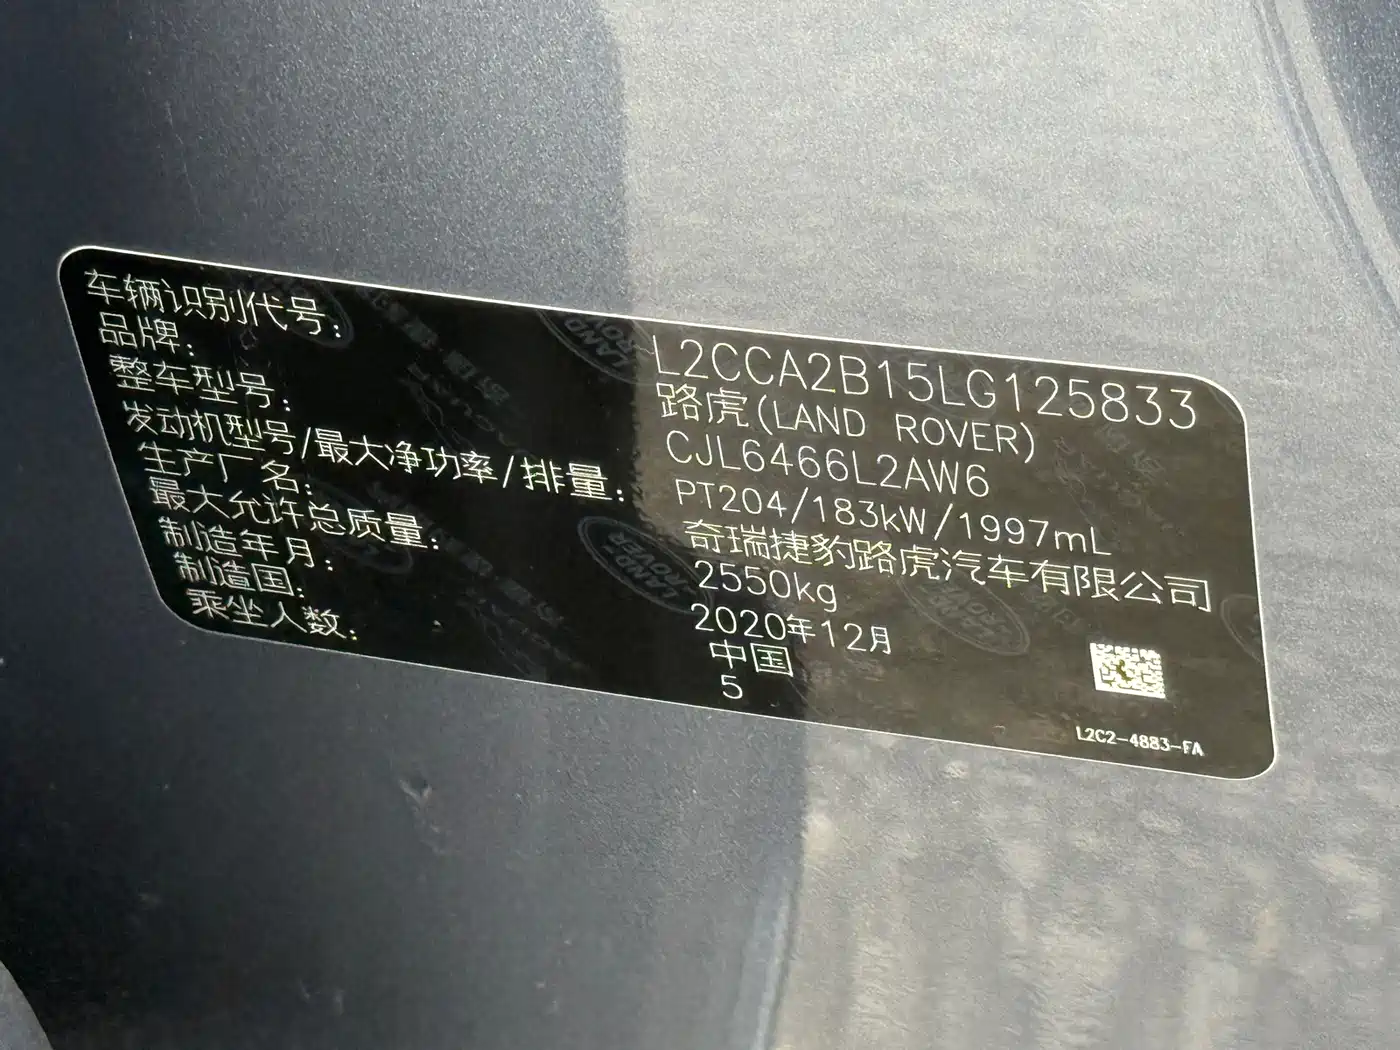 车辆识别代号: L2CCA2B15LG125833
品牌: 路虎(LAND ROVER)
整车型号: CJL6466L2AW6
发动机型号/最大净功率/排量: PT204/183kW/1997mL
生产厂名: 奇瑞捷豹路虎汽车有限公司
最大允许总质量: 2550kg
制造年月: 2020年12月
制造国: 中国
乘坐人数: 5
L2C2-4883-FA
LAND ROVER
LAND ROVER